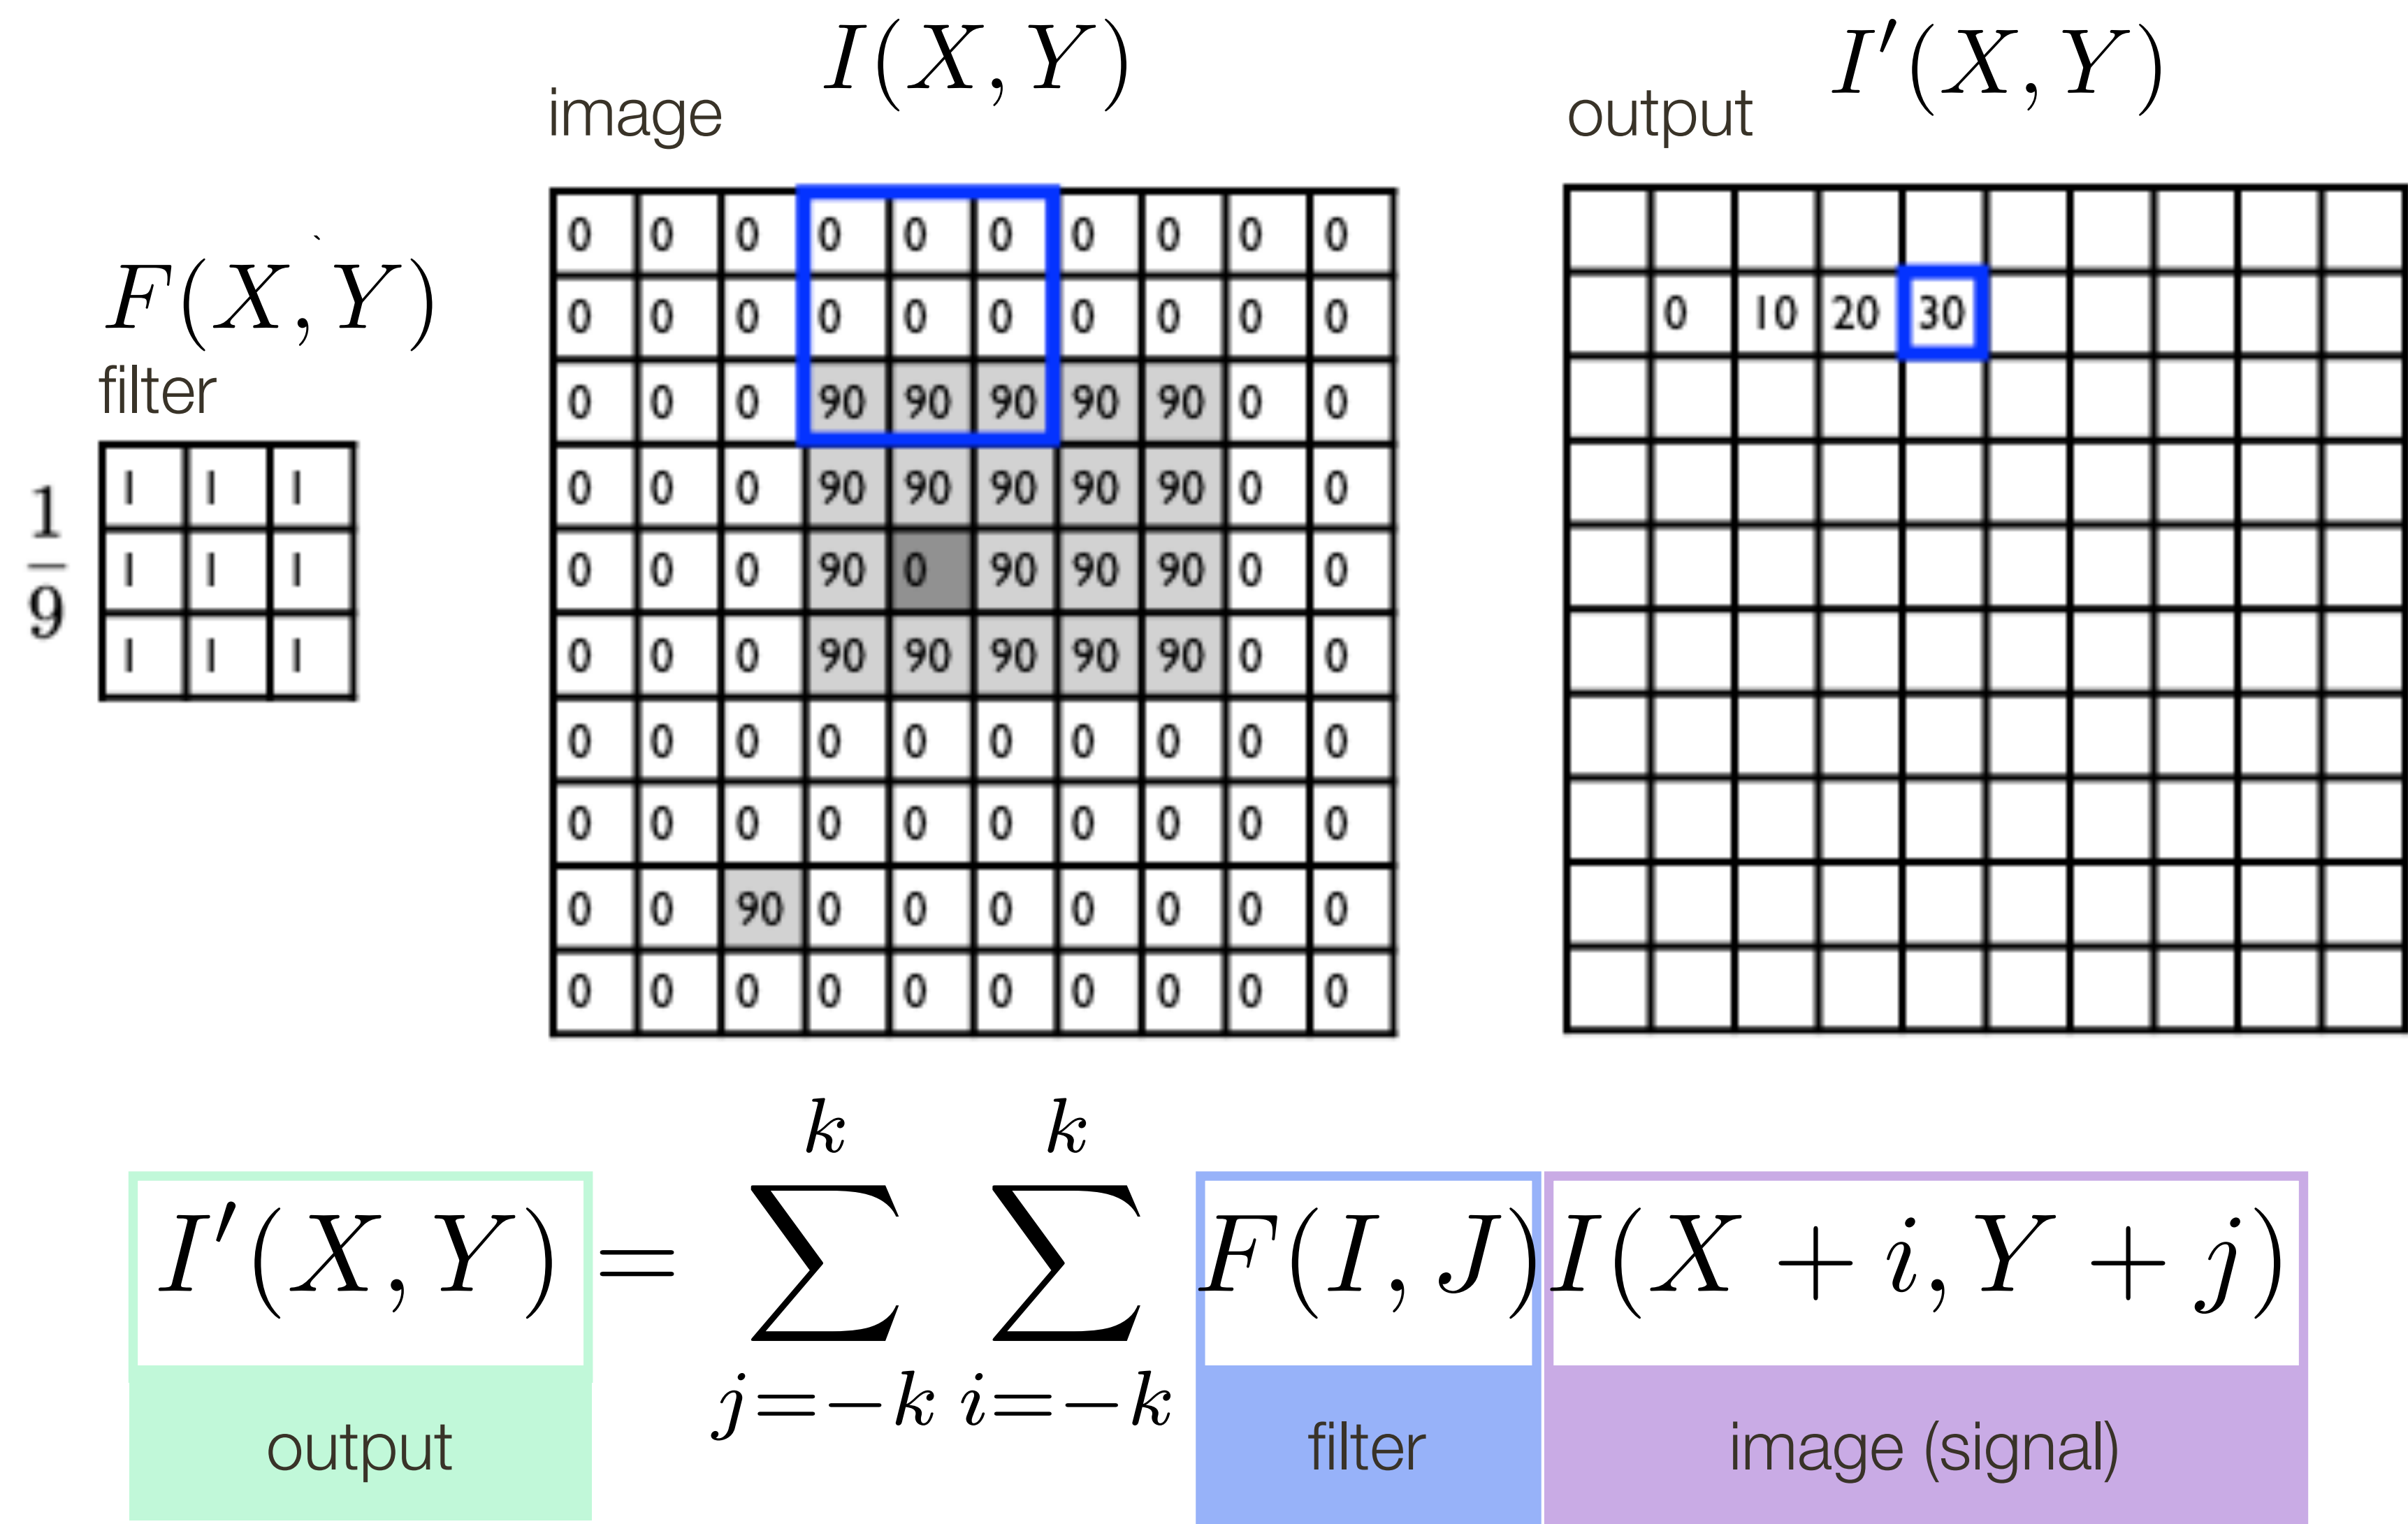 I(X, Y)
image
I′(X, Y)
output
F(X, Y)
filter
1/9
1 1 1
1 1 1
1 1 1
0 0 0 0 0 0 0 0 0 0
0 0 0 0 0 0 0 0 0 0
0 0 0 90 90 90 90 90 0 0
0 0 0 90 90 90 90 90 0 0
0 0 0 90 0 90 90 90 0 0
0 0 0 90 90 90 90 90 0 0
0 0 0 0 0 0 0 0 0 0
0 0 0 0 0 0 0 0 0 0
0 0 90 0 0 0 0 0 0 0
0 0 0 0 0 0 0 0 0 0
0 10 20 30
I′(X, Y) = ∑_{j=−k}^{k} ∑_{i=−k}^{k} F(I, J) I(X + i, Y + j)
output
filter
image (signal)